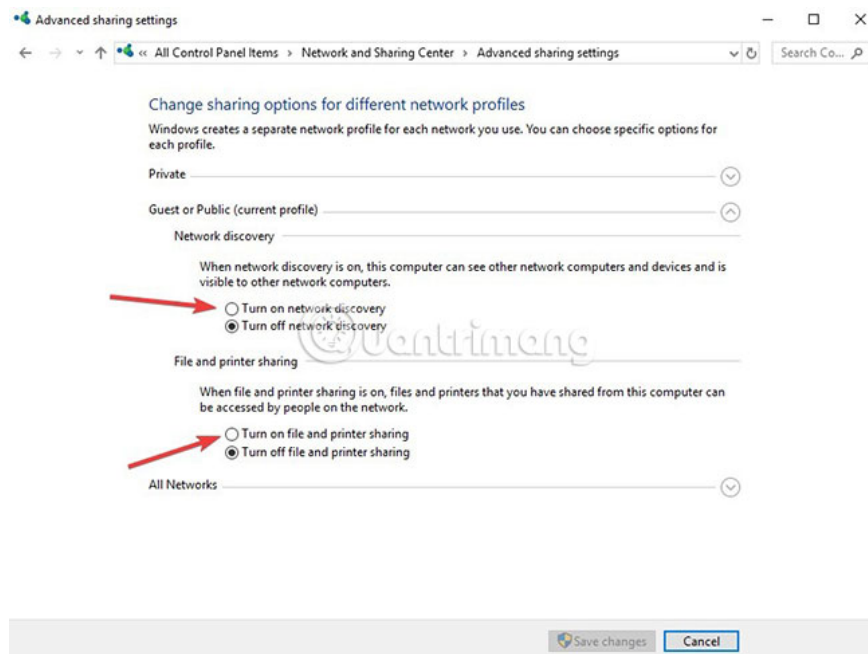 Advanced sharing settings
« All Control Panel Items > Network and Sharing Center > Advanced sharing settings
Search Co...
Change sharing options for different network profiles
Windows creates a separate network profile for each network you use. You can choose specific options for
each profile.
Private
Guest or Public (current profile)
Network discovery
When network discovery is on, this computer can see other network computers and devices and is
visible to other network computers.
Turn on network discovery
Turn off network discovery
Quantrimang
File and printer sharing
When file and printer sharing is on, files and printers that you have shared from this computer can
be accessed by people on the network.
Turn on file and printer sharing
Turn off file and printer sharing
All Networks
Save changes
Cancel